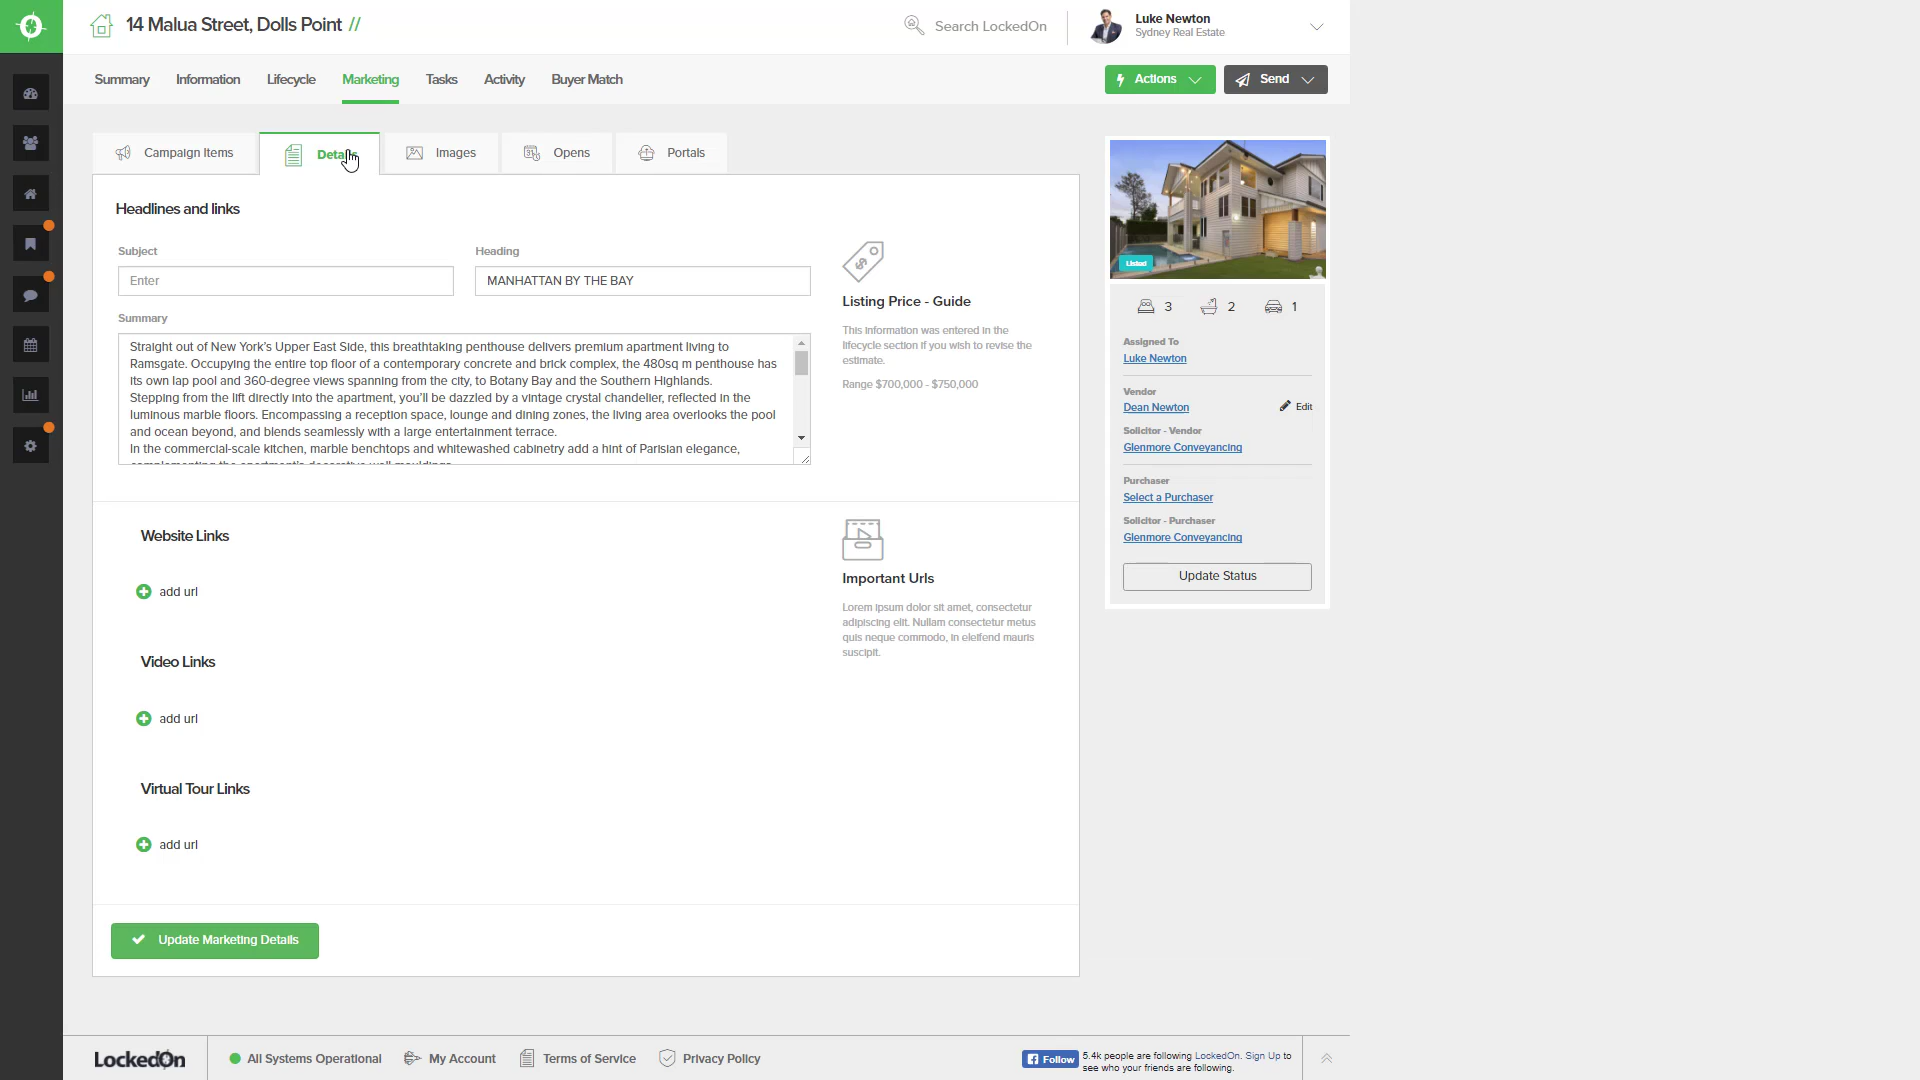 14 Malua Street, Dolls Point //
Search LockedOn
Luke Newton
Sydney Real Estate
Summary
Information
Lifecycle
Marketing
Tasks
Activity
Buyer Match
Actions
Send
Campaign Items
Details
Images
Opens
Portals
Headlines and links
Subject
Heading
Enter
MANHATTAN BY THE BAY
Summary
Straight out of New York's Upper East Side, this breathtaking penthouse delivers premium apartment living to
Ramsgate. Occupying the entire top floor of a contemporary concrete and brick complex, the 480sq m penthouse has
its own lap pool and 360-degree views spanning from the city, to Botany Bay and the Southern Highlands.
Stepping from the lift directly into the apartment, you'll be dazzled by a vintage crystal chandelier, reflected in the
luminous marble floors. Encompassing a reception space, lounge and dining zones, the living area overlooks the pool
and ocean beyond, and blends seamlessly with a large entertainment terrace.
In the commercial-scale kitchen, marble benchtops and whitewashed cabinetry add a hint of Parisian elegance,
complementing the apartment's decorative wall mouldings.
Listing Price - Guide
This information was entered in the
lifecycle section if you wish to revise the
estimate.
Range $700,000 - $750,000
Website Links
add url
Video Links
add url
Virtual Tour Links
add url
Important Urls
Lorem ipsum dolor sit amet, consectetur
adipiscing elit. Nullam consectetur metus
quis neque commodo, in eleifend mauris
suscipit.
Update Marketing Details
Listed
3
2
1
Assigned To
Luke Newton
Vendor
Dean Newton
Edit
Solicitor - Vendor
Glenmore Conveyancing
Purchaser
Select a Purchaser
Solicitor - Purchaser
Glenmore Conveyancing
Update Status
LockedOn
All Systems Operational
My Account
Terms of Service
Privacy Policy
Follow
5.4k people are following LockedOn. Sign Up to
see who your friends are following.